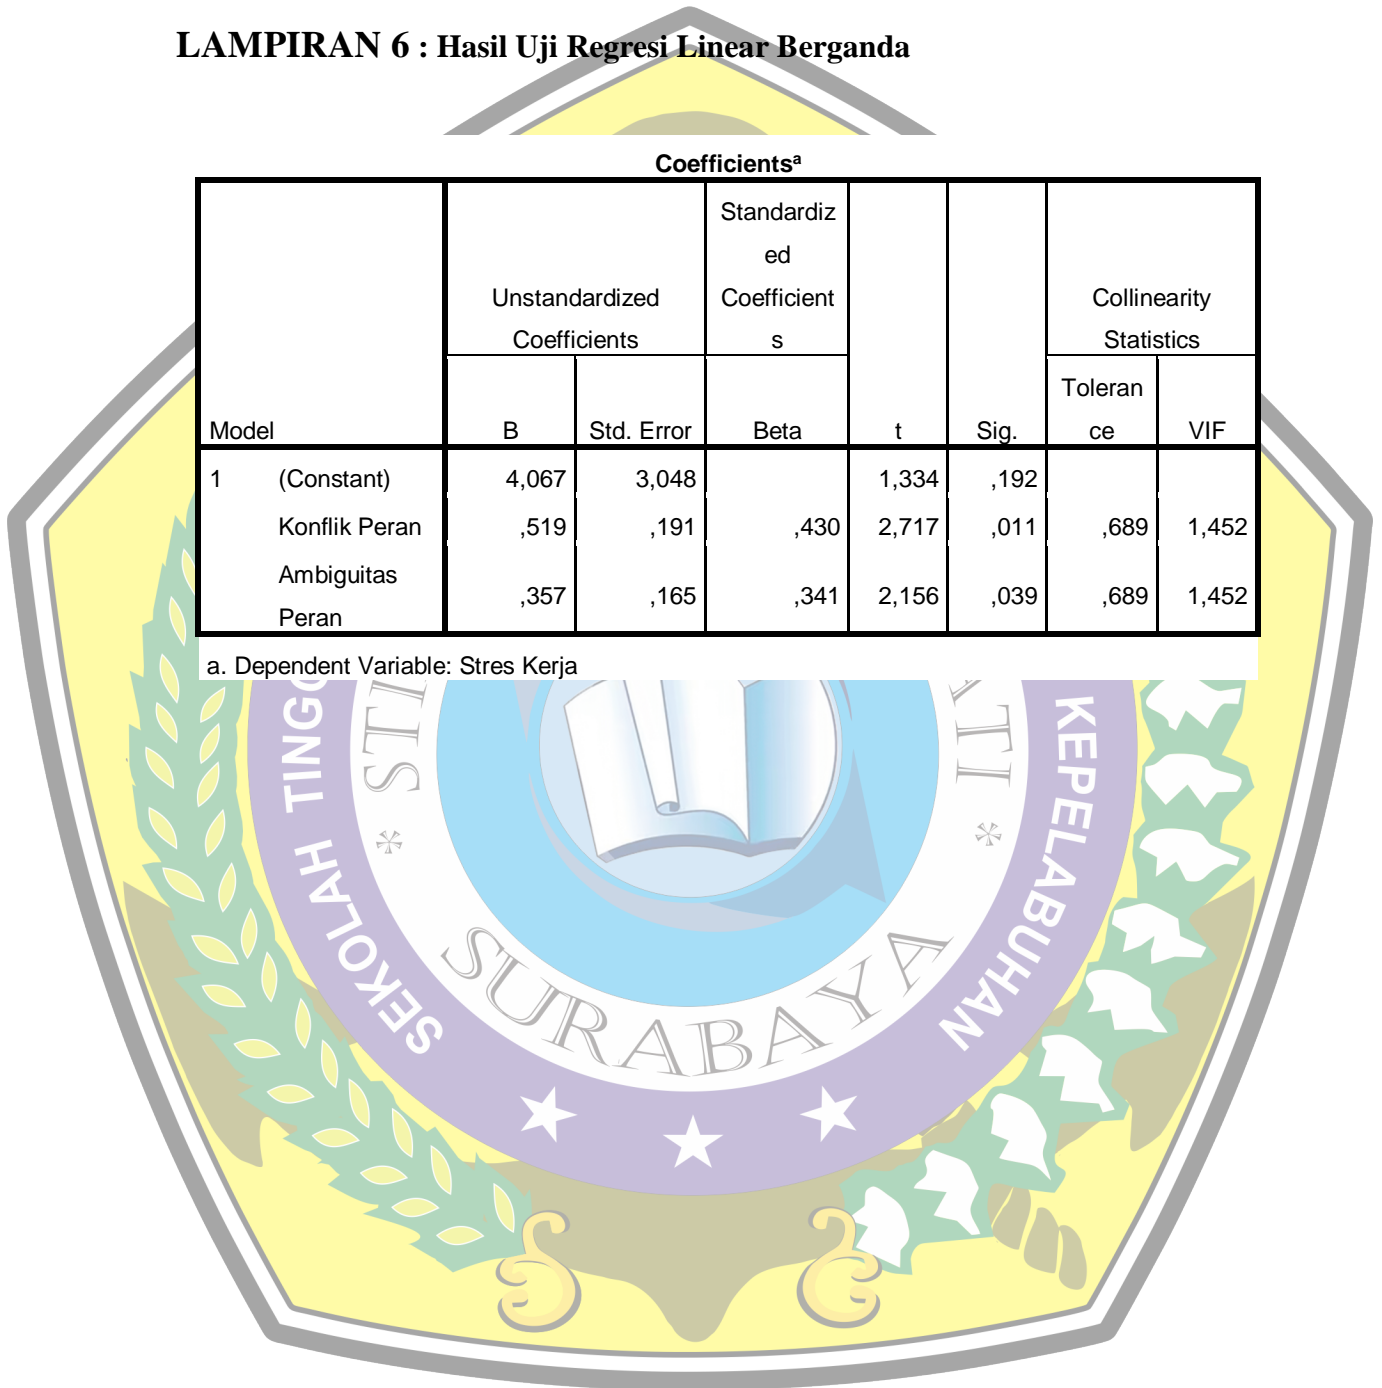 LAMPIRAN 6 : Hasil Uji Regresi Linear Berganda
Coefficientsa
Standardiz
ed
Unstandardized Coefficient Collinearity
Coefficients s Statistics
Toleran
Model B Std. Error Beta t Sig. ce VIF
1 (Constant) 4,067 3,048 1,334 ,192
Konflik Peran ,519 ,191 ,430 2,717 ,011 ,689 1,452
Ambiguitas
Peran ,357 ,165 ,341 2,156 ,039 ,689 1,452
a. Dependent Variable: Stres Kerja
SEKOLAH TING
KEPELABUHAN
STI
ATI
SURABAYA